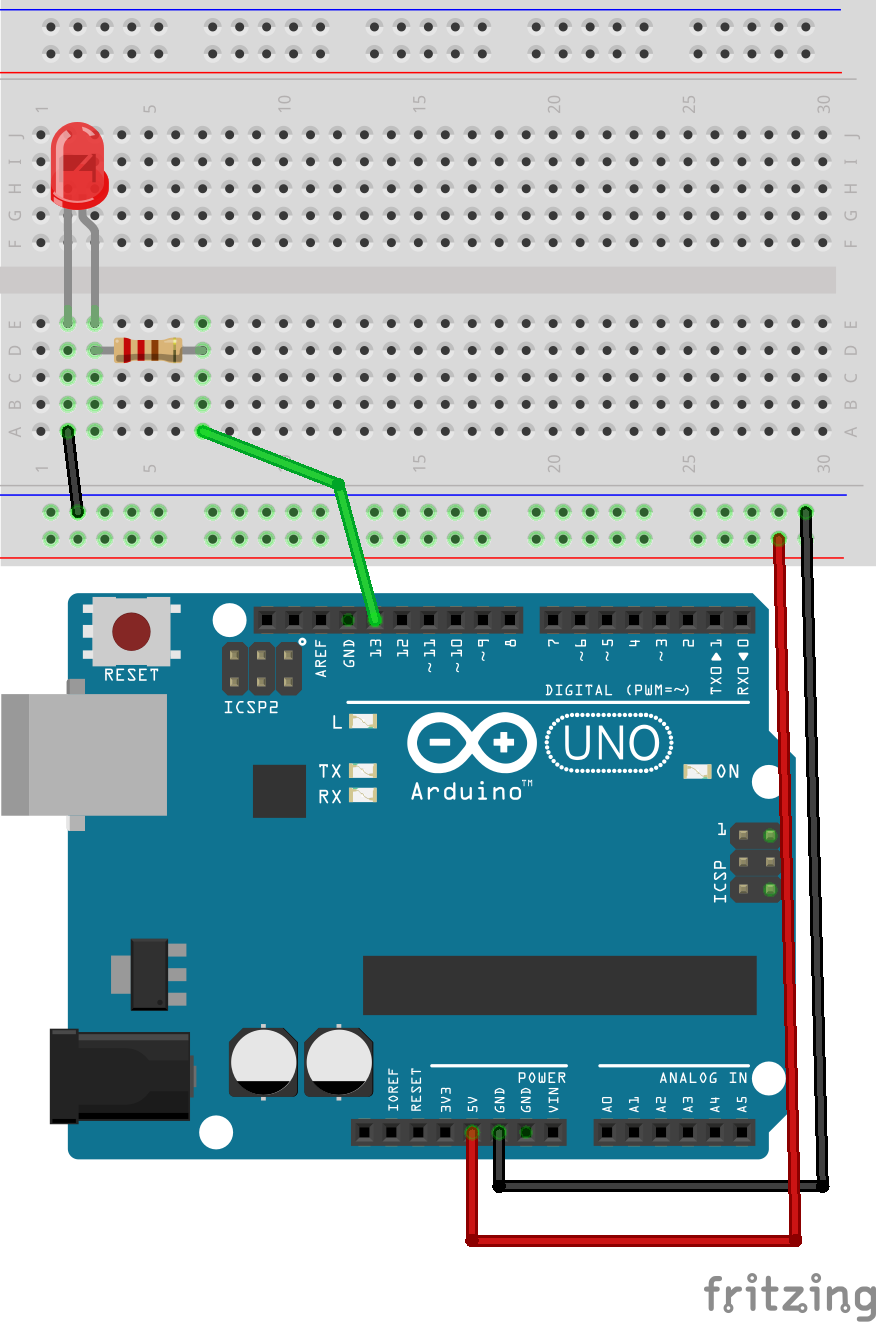 1 5 10 15 20 25 30
J J
I I
H H
G G
F F
E E
D D
C C
B B
A A
1 5 10 15 20 25 30
RESET
AREF GND 13 12 ~11 ~10 ~9 8 7 ~6 ~5 4 ~3 2 TX0▶1 RX0◀0
ICSP2
DIGITAL (PWM=~)
L
UNO
TX ON
RX
Arduino™
1
ICSP
POWER ANALOG IN
IOREF RESET 3V3 5V GND GND VIN A0 A1 A2 A3 A4 A5
fritzing